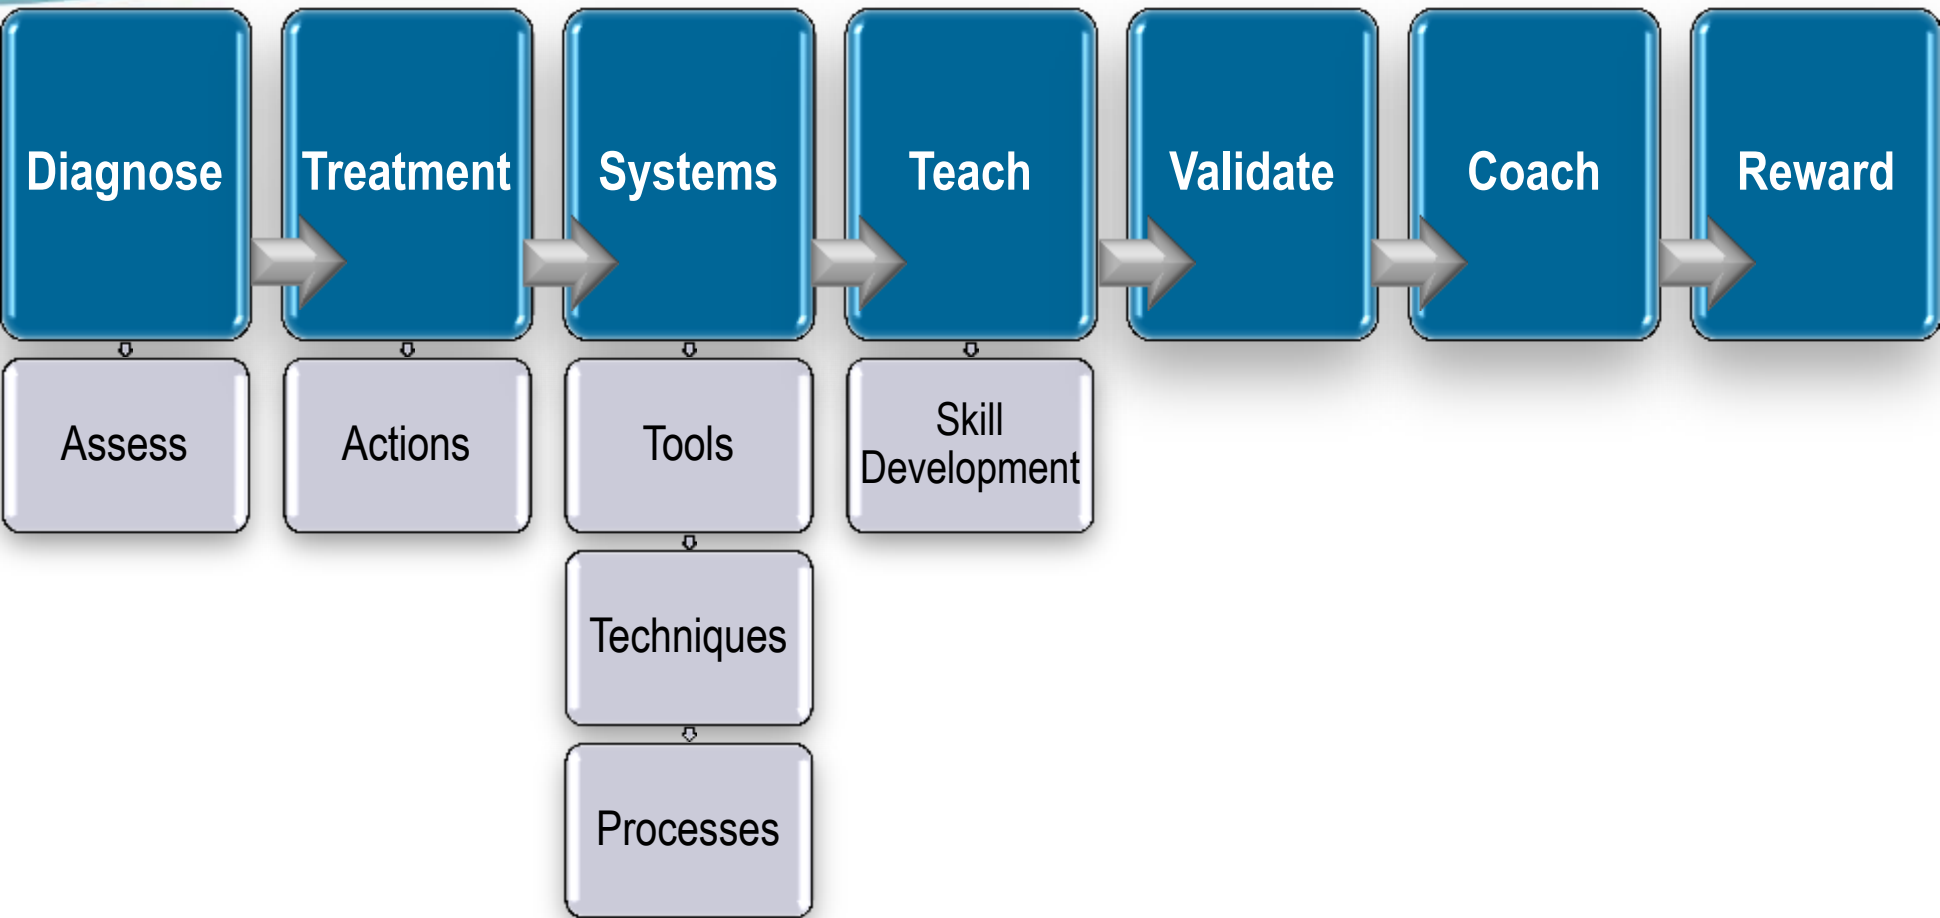 Diagnose
Treatment
Systems
Teach
Validate
Coach
Reward
Assess
Actions
Tools
Skill
Development
Techniques
Processes